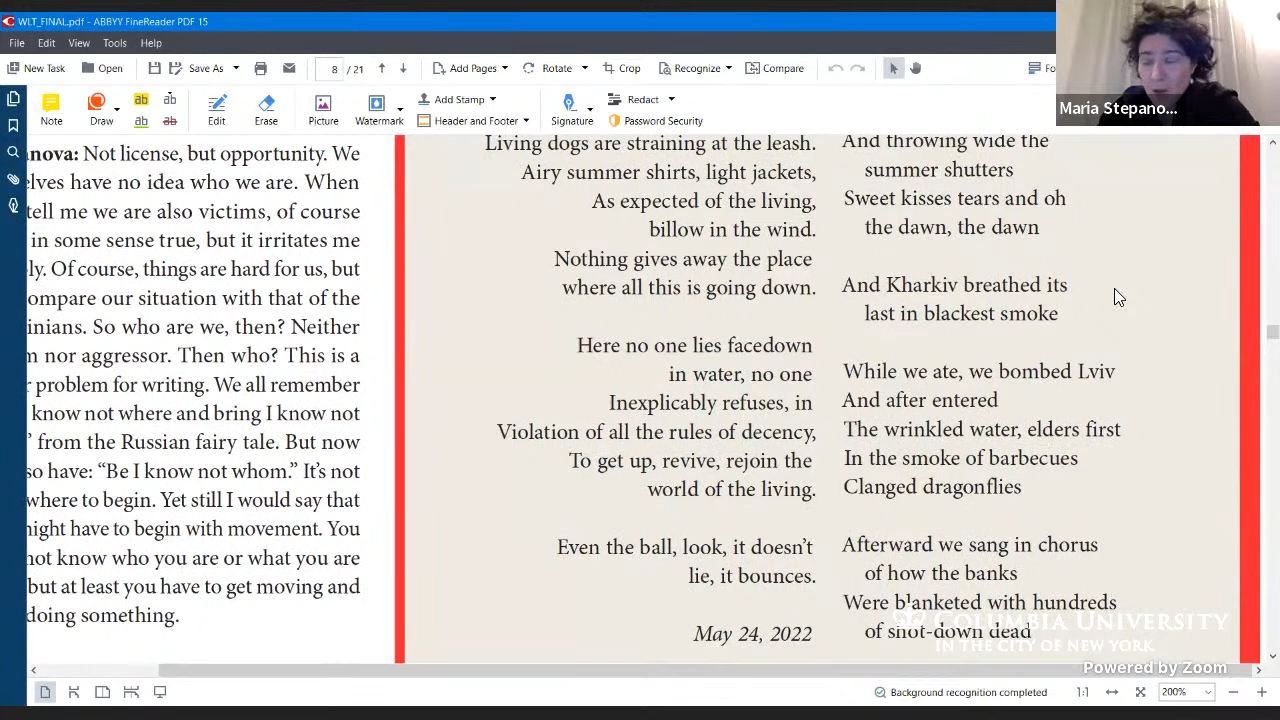 WLT_FINAL.pdf - ABBYY FineReader PDF 15
File Edit View Tools Help
New Task Open Save As 8 / 21 Add Pages Rotate Crop Recognize Compare
Note Draw Edit Erase Picture Watermark Add Stamp Header and Footer Signature Redact Password Security
Maria Stepano...
nova: Not license, but opportunity. We
elves have no idea who we are. When
tell me we are also victims, of course
in some sense true, but it irritates me
ly. Of course, things are hard for us, but
ompare our situation with that of the
inians. So who are we, then? Neither
nor aggressor. Then who? This is a
problem for writing. We all remember
know not where and bring I know not
” from the Russian fairy tale. But now
so have: “Be I know not whom.” It’s not
where to begin. Yet still I would say that
might have to begin with movement. You
not know who you are or what you are
but at least you have to get moving and
doing something.
Living dogs are straining at the leash.
Airy summer shirts, light jackets,
As expected of the living,
billow in the wind.
Nothing gives away the place
where all this is going down.
Here no one lies facedown
in water, no one
Inexplicably refuses, in
Violation of all the rules of decency,
To get up, revive, rejoin the
world of the living.
Even the ball, look, it doesn’t
lie, it bounces.
May 24, 2022
And throwing wide the
summer shutters
Sweet kisses tears and oh
the dawn, the dawn
And Kharkiv breathed its
last in blackest smoke
While we ate, we bombed Lviv
And after entered
The wrinkled water, elders first
In the smoke of barbecues
Clanged dragonflies
Afterward we sang in chorus
of how the banks
Were blanketed with hundreds
of shot-down dead
COLUMBIA UNIVERSITY
IN THE CITY OF NEW YORK
Powered by Zoom
Background recognition completed 1:1 200%